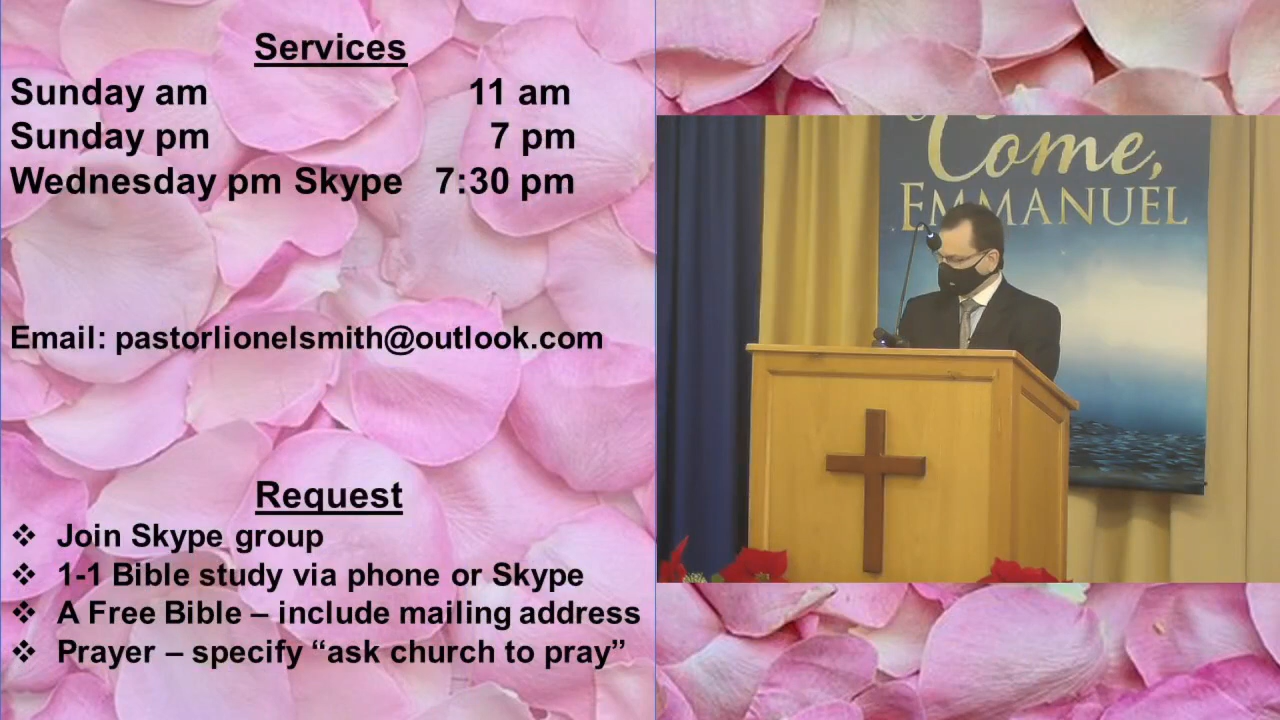 Services
Sunday am 11 am
Sunday pm 7 pm
Wednesday pm Skype 7:30 pm
Email: pastorlionelsmith@outlook.com
Request
❖ Join Skype group
❖ 1-1 Bible study via phone or Skype
❖ A Free Bible – include mailing address
❖ Prayer – specify “ask church to pray”
Come,
EMMANUEL